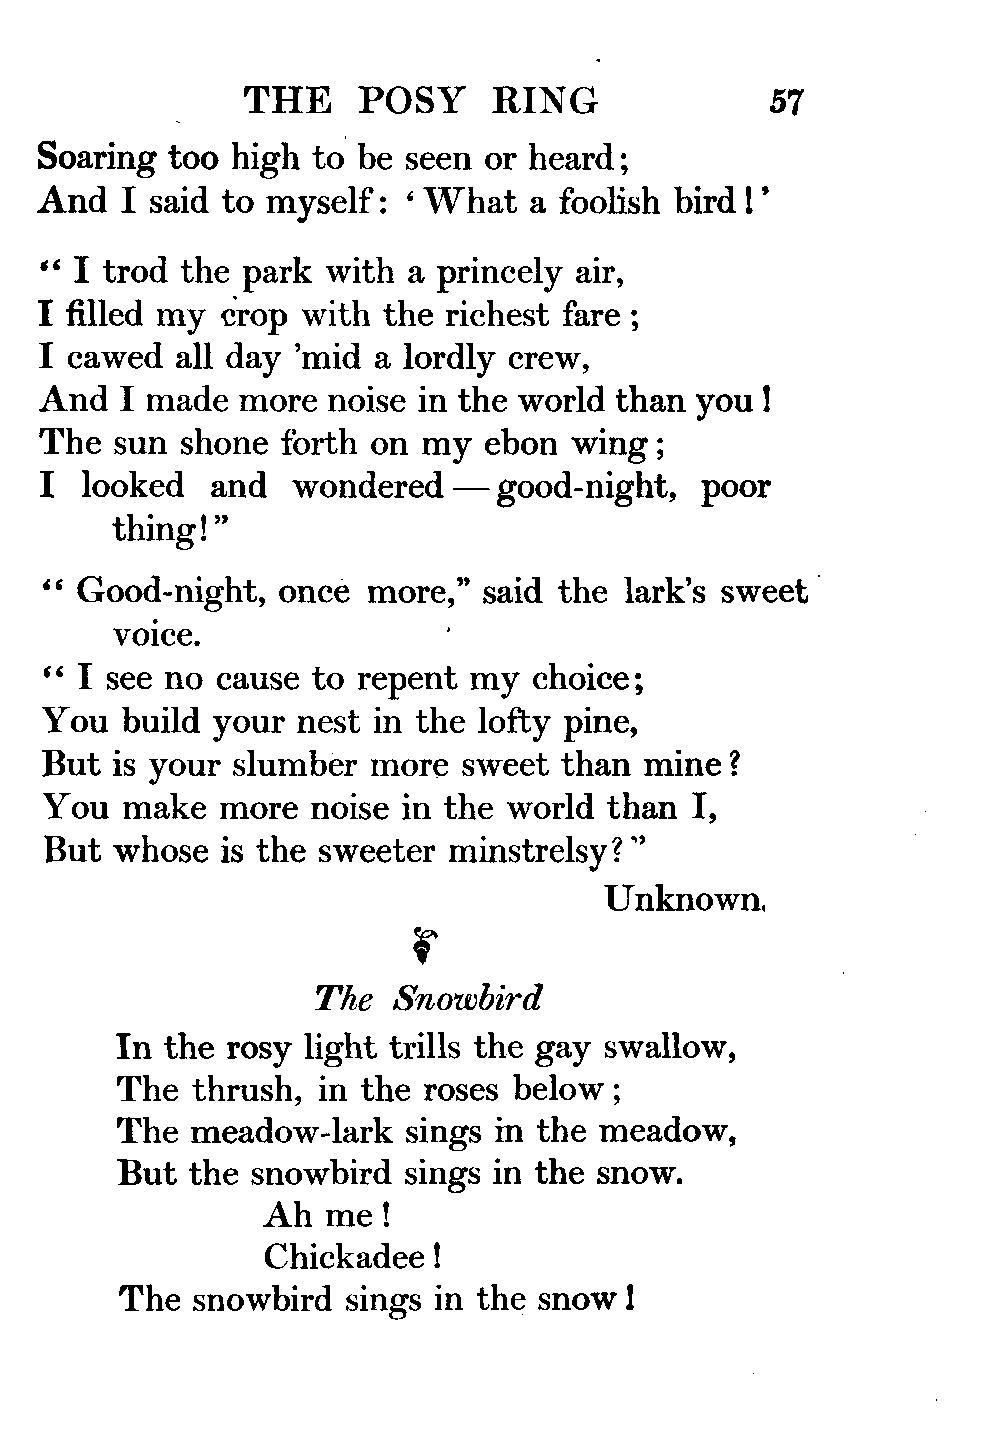 THE POSY RING 57
Soaring too high to be seen or heard;
And I said to myself: ‘What a foolish bird!’
“I trod the park with a princely air,
I filled my crop with the richest fare;
I cawed all day ’mid a lordly crew,
And I made more noise in the world than you!
The sun shone forth on my ebon wing;
I looked and wondered—good-night, poor
thing!”
“Good-night, once more,” said the lark’s sweet
voice.
“I see no cause to repent my choice;
You build your nest in the lofty pine,
But is your slumber more sweet than mine?
You make more noise in the world than I,
But whose is the sweeter minstrelsy?”
Unknown.
The Snowbird
In the rosy light trills the gay swallow,
The thrush, in the roses below;
The meadow-lark sings in the meadow,
But the snowbird sings in the snow.
Ah me!
Chickadee!
The snowbird sings in the snow!